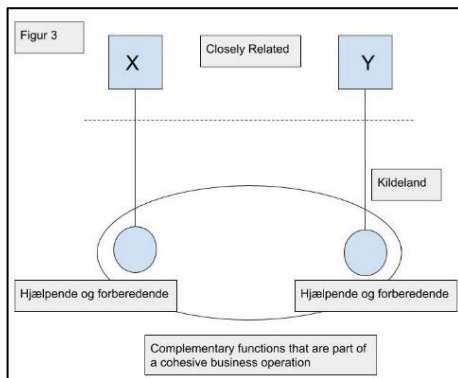 Figur 3
X
Closely Related
Y
Kildeland
Hjælpende og forberedende
Hjælpende og forberedende
Complementary functions that are part of
a cohesive business operation